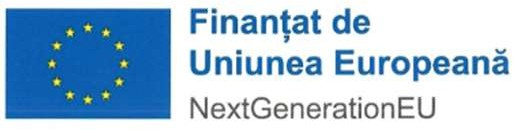 Finanțat de
Uniunea Europeană
NextGenerationEU